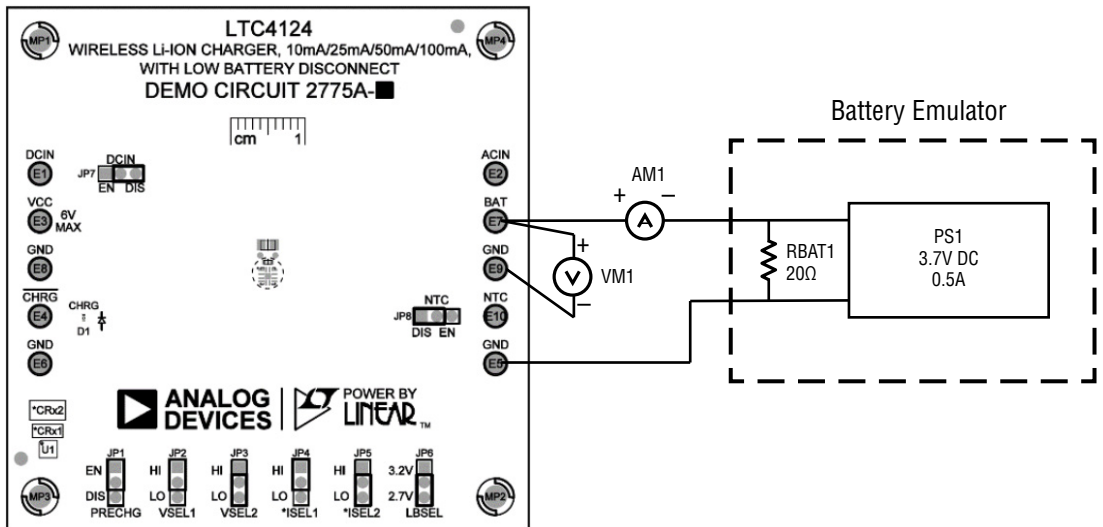 LTC4124
MP1
MP4
WIRELESS Li-ION CHARGER, 10mA/25mA/50mA/100mA,
WITH LOW BATTERY DISCONNECT
DEMO CIRCUIT 2775A-■
cm 1
DCIN
E1
JP7
DCIN
EN DIS
VCC
E3
6V
MAX
GND
E8
CHRG
E4
CHRG
D1
GND
E6
ACIN
E2
BAT
E7
GND
E9
NTC
E10
JP8
NTC
DIS EN
GND
E5
ANALOG
DEVICES
POWER BY
LINEAR™
*CRx2
*CRx1
U1
MP3
MP2
JP1
EN
DIS
PRECHG
JP2
HI
LO
VSEL1
JP3
HI
LO
VSEL2
JP4
HI
LO
*ISEL1
JP5
HI
LO
*ISEL2
JP6
3.2V
2.7V
LBSEL
AM1
+ −
A
+
V
VM1
−
Battery Emulator
RBAT1
20Ω
PS1
3.7V DC
0.5A